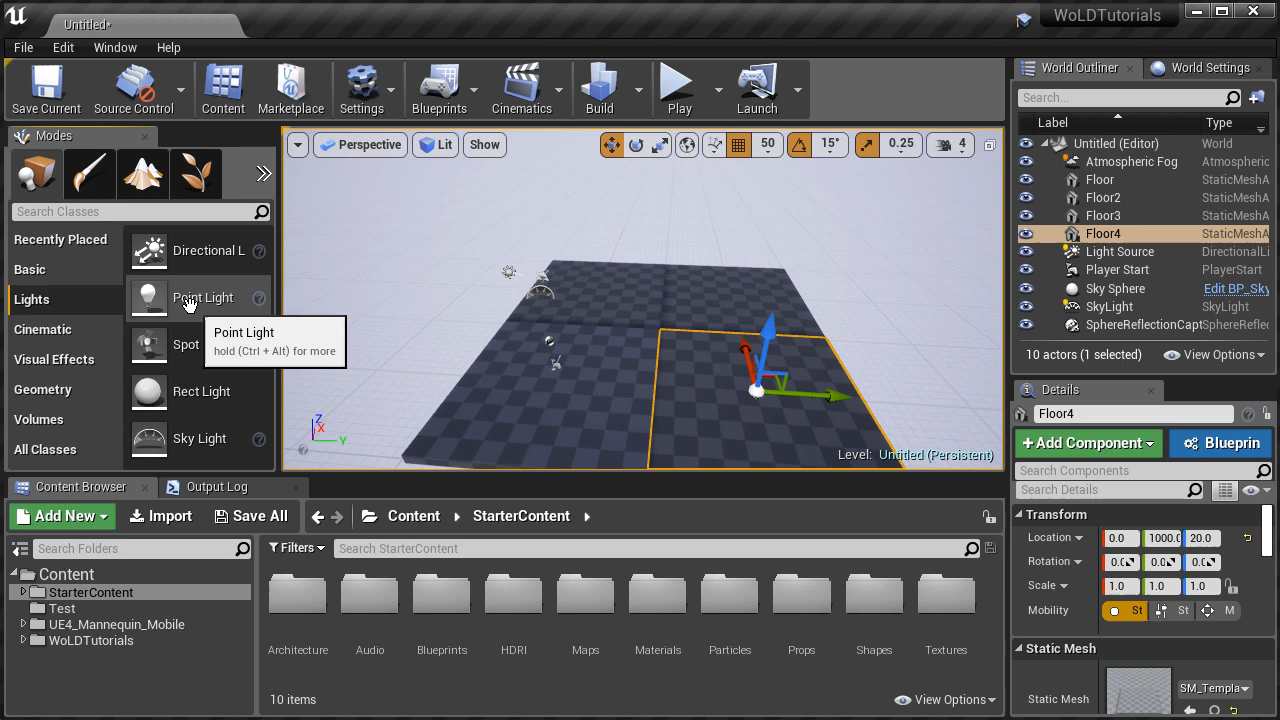 Untitled*
WoLDTutorials
File Edit Window Help
Save Current Source Control Content Marketplace Settings Blueprints Cinematics Build Play Launch
Modes
Search Classes
Recently Placed
Basic
Lights
Cinematic
Visual Effects
Geometry
Volumes
All Classes
Directional L
Point Light
Spot
Rect Light
Sky Light
Point Light
hold (Ctrl + Alt) for more
Perspective Lit Show
50 15° 0.25 4
Z
X
Y
Level: Untitled (Persistent)
World Outliner World Settings
Search...
Label Type
Untitled (Editor) World
Atmospheric Fog Atmospheric
Floor StaticMeshA
Floor2 StaticMeshA
Floor3 StaticMeshA
Floor4 StaticMeshA
Light Source DirectionalLi
Player Start PlayerStart
Sky Sphere Edit BP_Sky
SkyLight SkyLight
SphereReflectionCapt SphereReflec
10 actors (1 selected) View Options
Details
Floor4
Add Component Blueprin
Search Components
Search Details
Transform
Location 0.0 1000.0 20.0
Rotation
Scale 1.0 1.0 1.0
Mobility St St M
Static Mesh
Static Mesh SM_Templa
Content Browser Output Log
Add New Import Save All Content StarterContent
Search Folders
Filters Search StarterContent
Content
StarterContent
Test
UE4_Mannequin_Mobile
WoLDTutorials
Architecture Audio Blueprints HDRI Maps Materials Particles Props Shapes Textures
10 items View Options